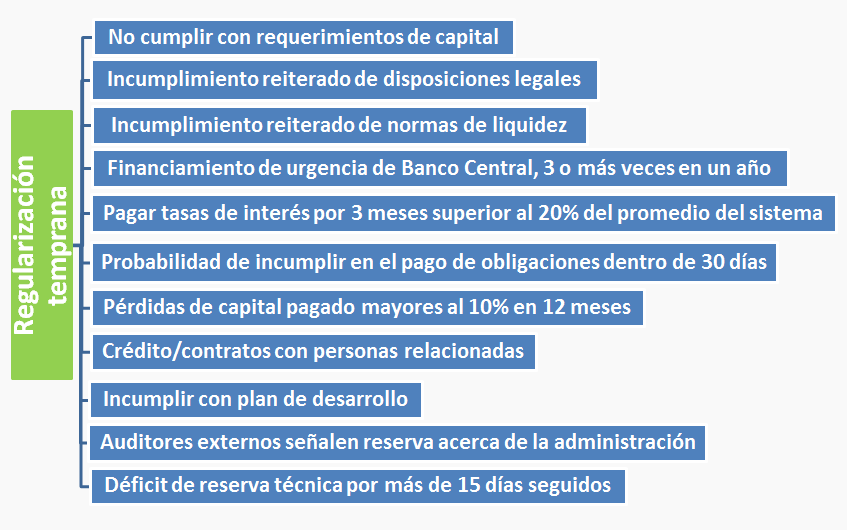 Regularización
temprana
No cumplir con requerimientos de capital
Incumplimiento reiterado de disposiciones legales
Incumplimiento reiterado de normas de liquidez
Financiamiento de urgencia de Banco Central, 3 o más veces en un año
Pagar tasas de interés por 3 meses superior al 20% del promedio del sistema
Probabilidad de incumplir en el pago de obligaciones dentro de 30 días
Pérdidas de capital pagado mayores al 10% en 12 meses
Crédito/contratos con personas relacionadas
Incumplir con plan de desarrollo
Auditores externos señalen reserva acerca de la administración
Déficit de reserva técnica por más de 15 días seguidos